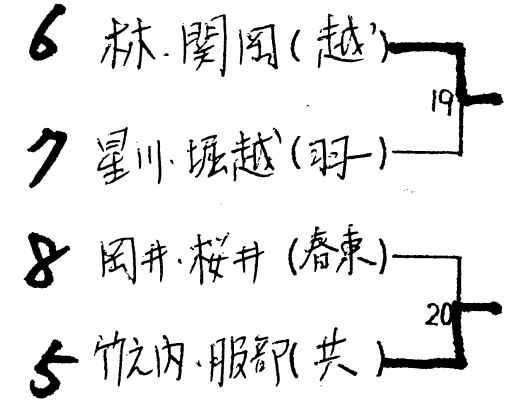 6 林・関岡(越)
19
7 星川・堀越(羽一)
8 岡井・桜井(春東)
20
5 竹之内・服部(共)